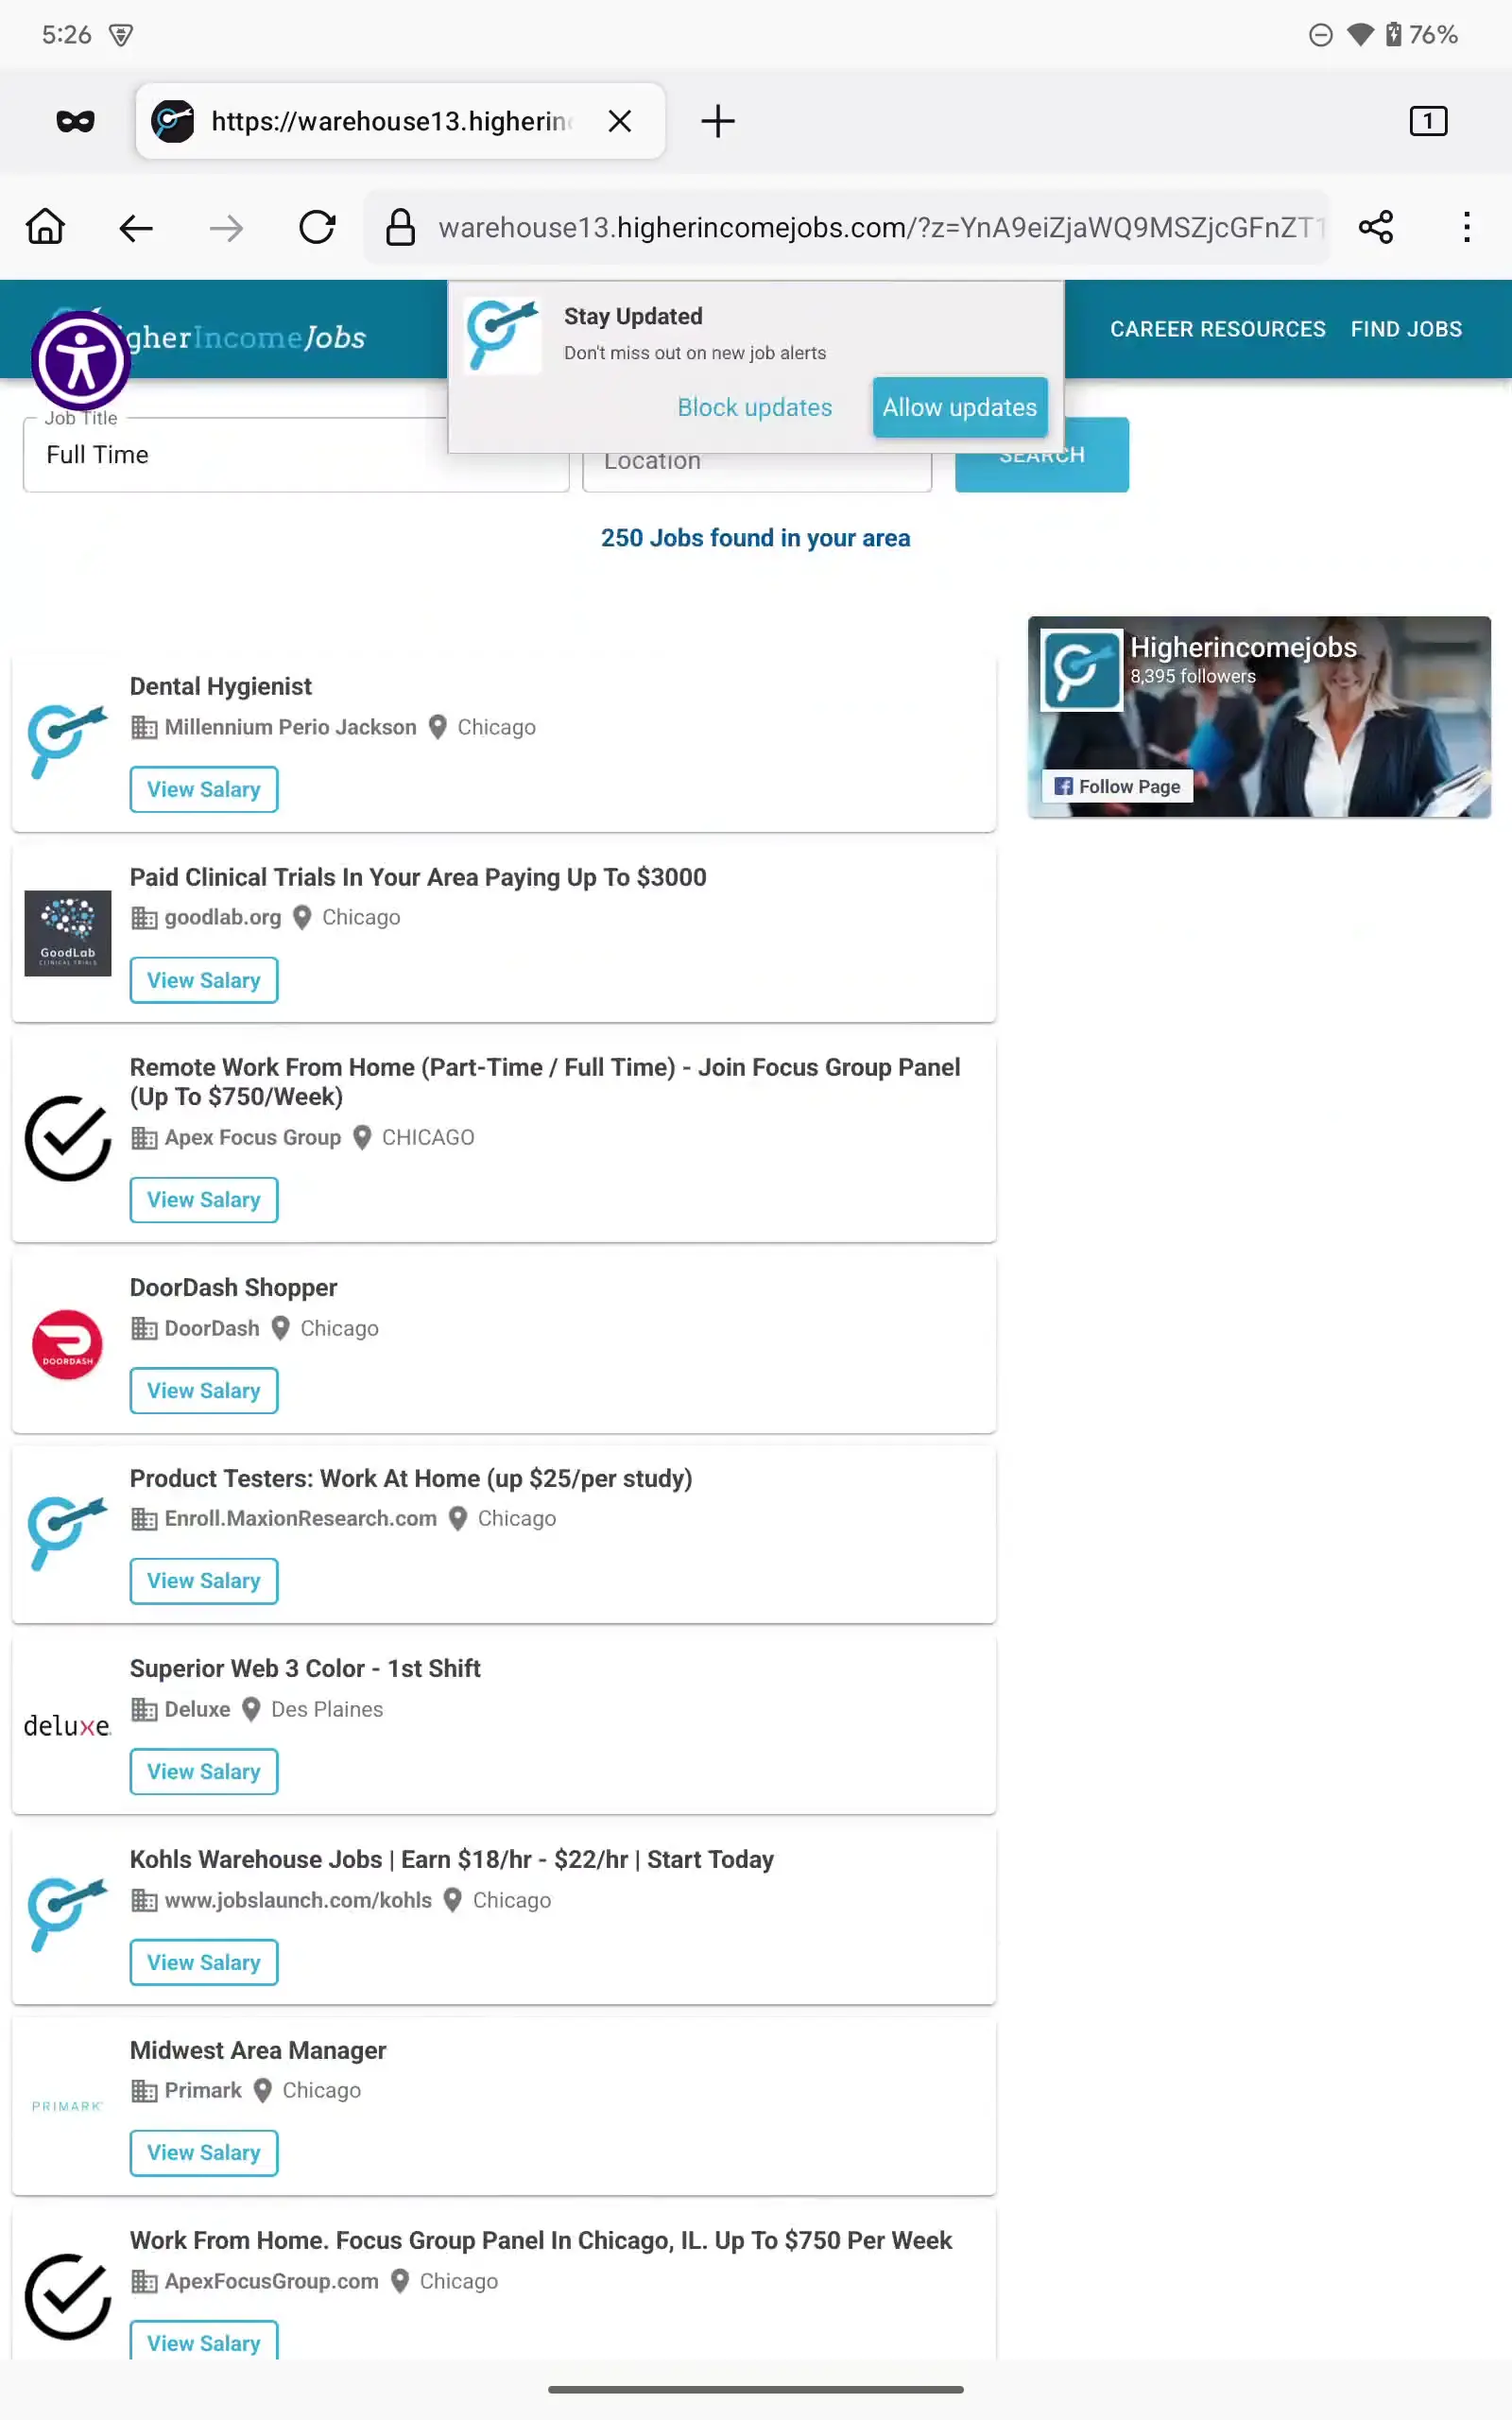 5:26
76%
https://warehouse13.higherin
1
warehouse13.higherincomejobs.com/?z=YnA9eiZjaWQ9MSZjcGFnZT1
gherIncomeJobs
CAREER RESOURCES FIND JOBS
Stay Updated
Don't miss out on new job alerts
Block updates Allow updates
Job Title
Full Time
Location
SEARCH
250 Jobs found in your area
Higherincomejobs
8,395 followers
Follow Page
Dental Hygienist
Millennium Perio Jackson Chicago
View Salary
Paid Clinical Trials In Your Area Paying Up To $3000
goodlab.org Chicago
GoodLab
CLINICAL TRIALS
View Salary
Remote Work From Home (Part-Time / Full Time) - Join Focus Group Panel
(Up To $750/Week)
Apex Focus Group CHICAGO
View Salary
DoorDash Shopper
DoorDash Chicago
DOORDASH
View Salary
Product Testers: Work At Home (up $25/per study)
Enroll.MaxionResearch.com Chicago
View Salary
Superior Web 3 Color - 1st Shift
Deluxe Des Plaines
deluxe
View Salary
Kohls Warehouse Jobs | Earn $18/hr - $22/hr | Start Today
www.jobslaunch.com/kohls Chicago
View Salary
Midwest Area Manager
Primark Chicago
PRIMARK
View Salary
Work From Home. Focus Group Panel In Chicago, IL. Up To $750 Per Week
ApexFocusGroup.com Chicago
View Salary